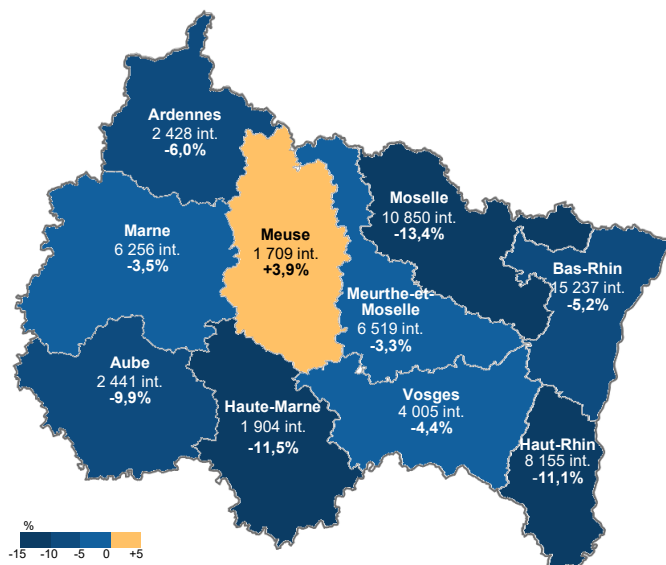 Ardennes
2 428 int.
-6,0%
Moselle
10 850 int.
-13,4%
Marne
6 256 int.
-3,5%
Meuse
1 709 int.
+3,9%
Bas-Rhin
15 237 int.
-5,2%
Meurthe-et-
Moselle
6 519 int.
-3,3%
Aube
2 441 int.
-9,9%
Haute-Marne
1 904 int.
-11,5%
Vosges
4 005 int.
-4,4%
Haut-Rhin
8 155 int.
-11,1%
%
-15 -10 -5 0 +5